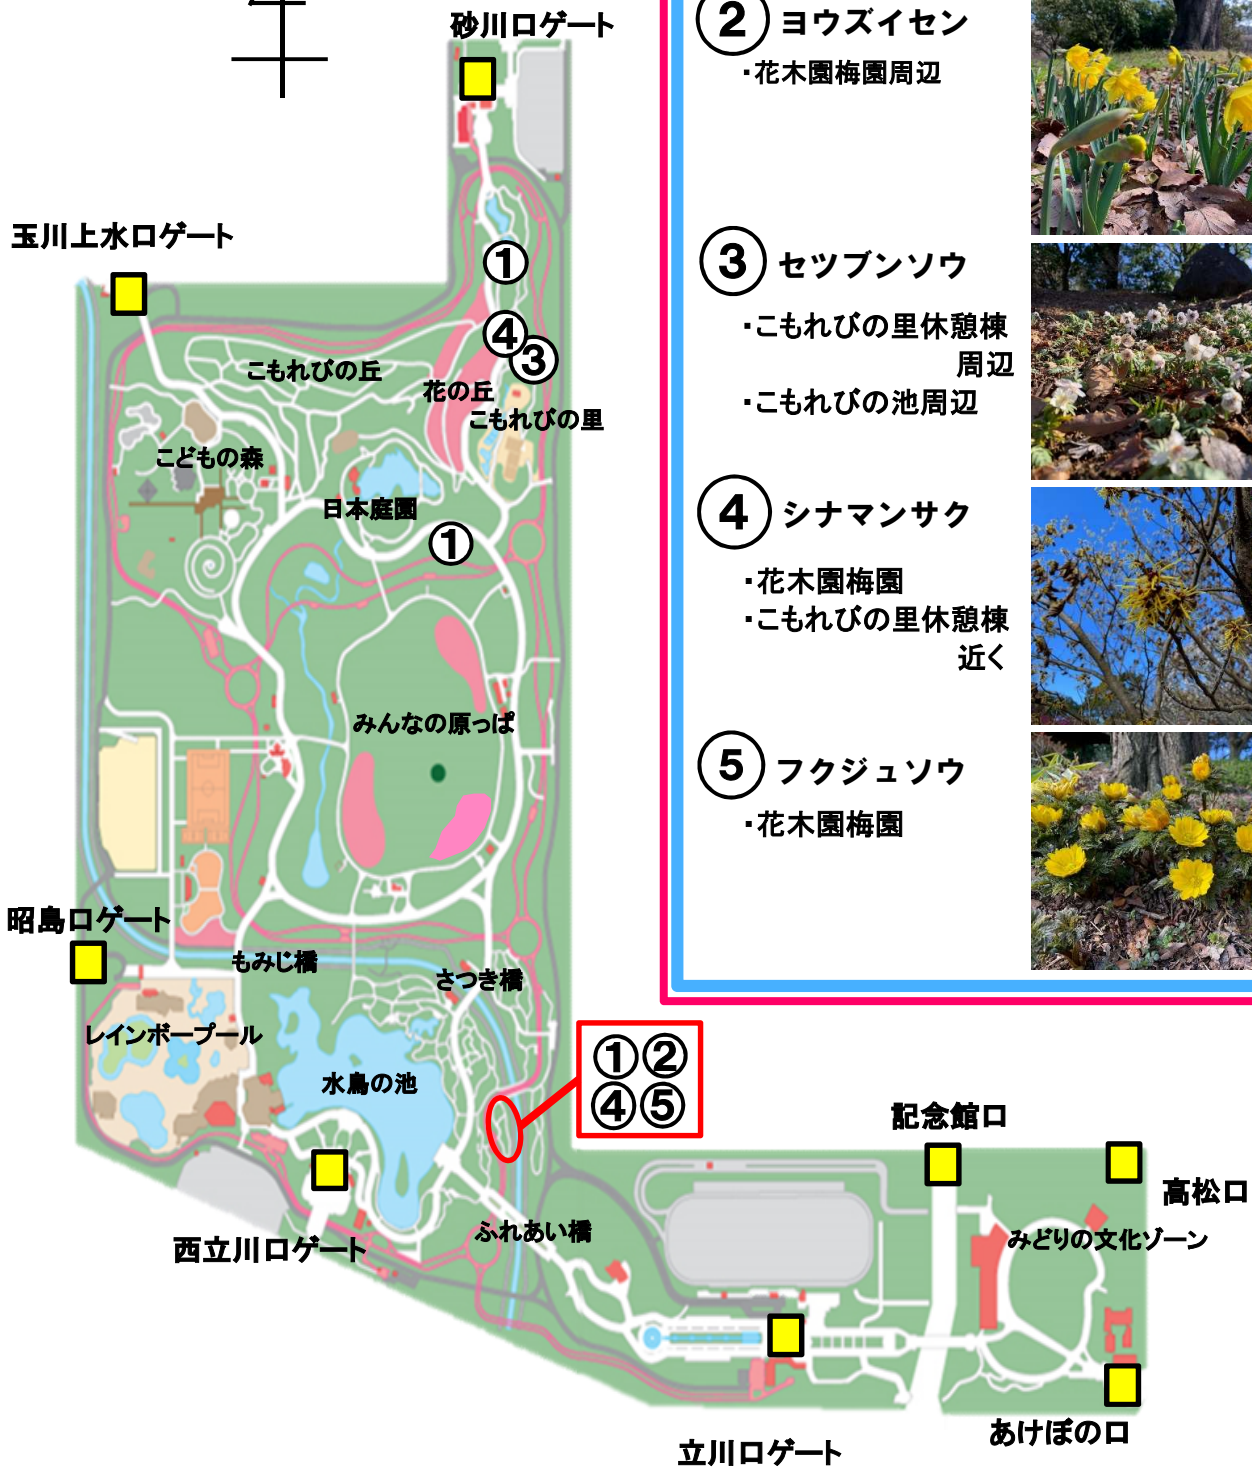 砂川口ゲート
玉川上水口ゲート
①
④
③
こもれびの丘
花の丘
こもれびの里
こどもの森
日本庭園
①
みんなの原っぱ
昭島口ゲート
もみじ橋
さつき橋
レインボープール
水鳥の池
①②
④⑤
西立川口ゲート
ふれあい橋
記念館口
高松口
みどりの文化ゾーン
あけぼの口
立川口ゲート
② ヨウズイセン
・花木園梅園周辺
③ セツブンソウ
・こもれびの里休憩棟
周辺
・こもれびの池周辺
④ シナマンサク
・花木園梅園
・こもれびの里休憩棟
近く
⑤ フクジュソウ
・花木園梅園